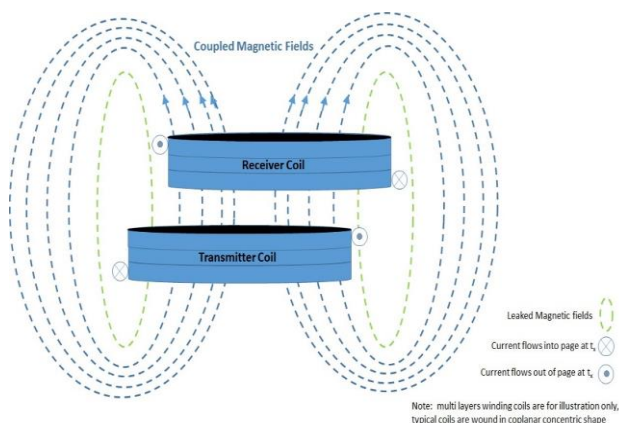 Coupled Magnetic Fields
Receiver Coil
Transmitter Coil
Leaked Magnetic fields
Current flows into page at t₀
Current flows out of page at t₀
Note: multi layers winding coils are for illustration only,
typical coils are wound in coplanar concentric shape